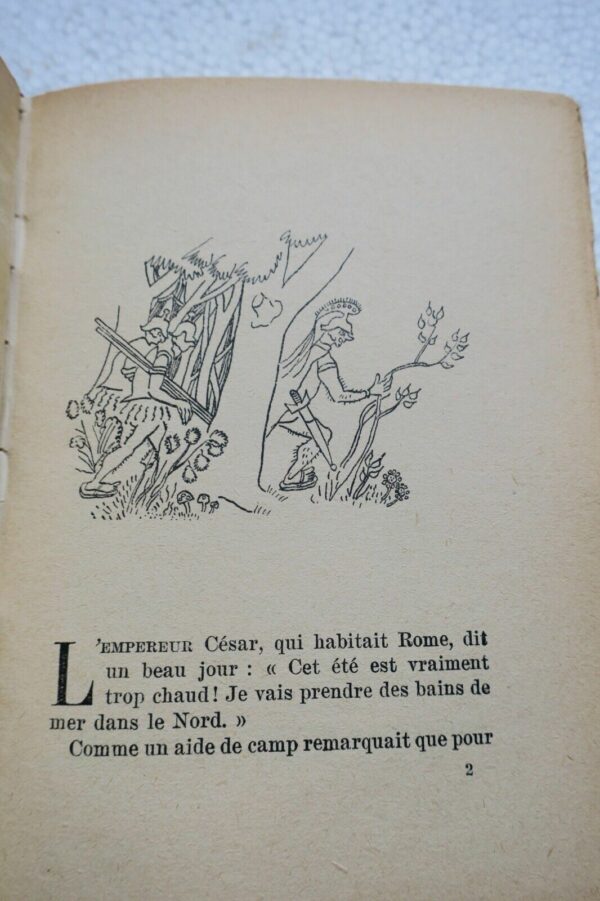 L'EMPEREUR César, qui habitait Rome, dit
un beau jour : « Cet été est vraiment
trop chaud! Je vais prendre des bains de
mer dans le Nord. »
Comme un aide de camp remarquait que pour
2